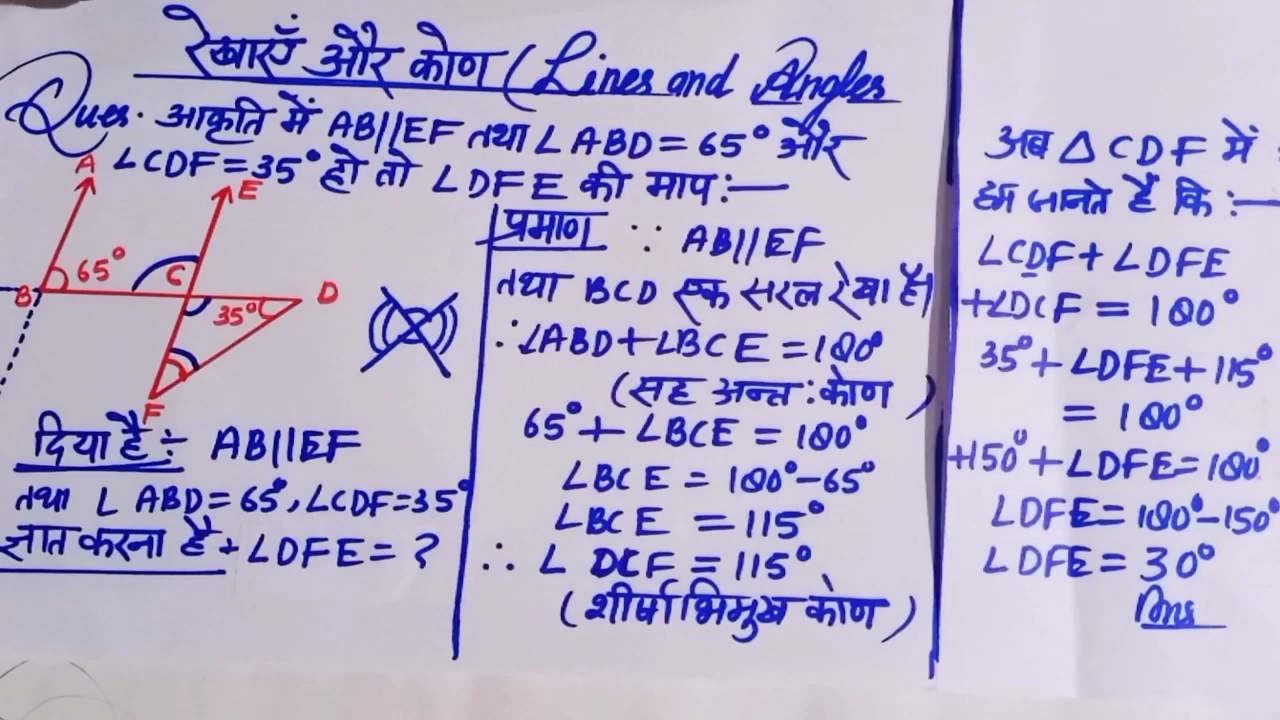 रेखाएँ और कोण (Lines and Angles
Ques. आकृति में AB||EF तथा ∠ABD = 65° और
∠CDF = 35° हो तो ∠DFE की माप:—
A
E
65°
C
B
D
35°
F
दिया है:- AB||EF
तथा ∠ABD = 65°, ∠CDF = 35°
ज्ञात करना है - ∠DFE = ?
प्रमाण ∵ AB||EF
तथा BCD एक सरल रेखा है।
∴ ∠ABD + ∠BCE = 180°
(सह अन्त: कोण)
65° + ∠BCE = 180°
∠BCE = 180° - 65°
∠BCE = 115°
∴ ∠DCF = 115°
(शीर्षाभिमुख कोण)
अब △CDF में
हम जानते हैं कि:—
∠CDF + ∠DFE
+∠DCF = 180°
35° + ∠DFE + 115°
= 180°
+150° + ∠DFE = 180°
∠DFE = 180° - 150°
∠DFE = 30°
Ans